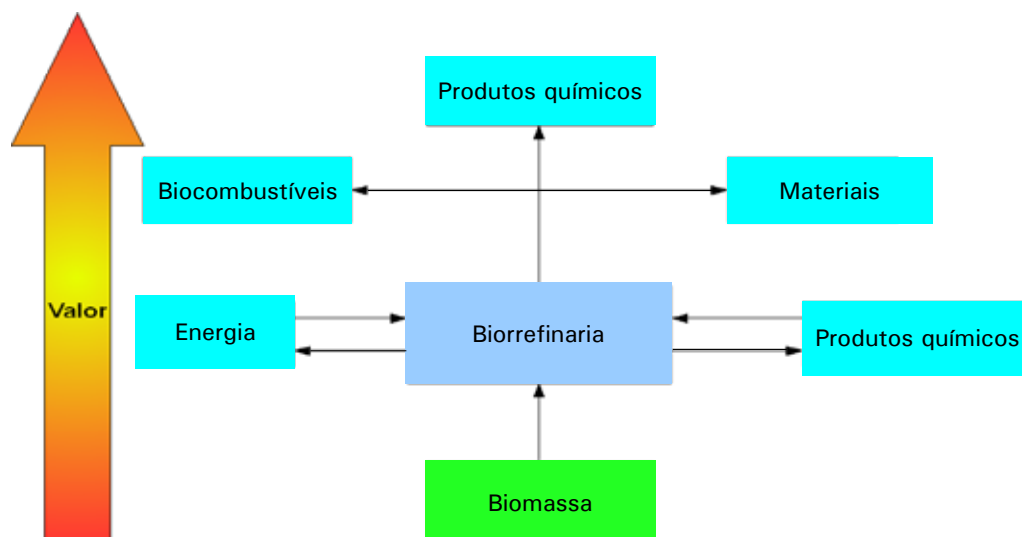 Produtos químicos
Biocombustíveis
Materiais
Valor
Energia
Biorrefinaria
Produtos químicos
Biomassa